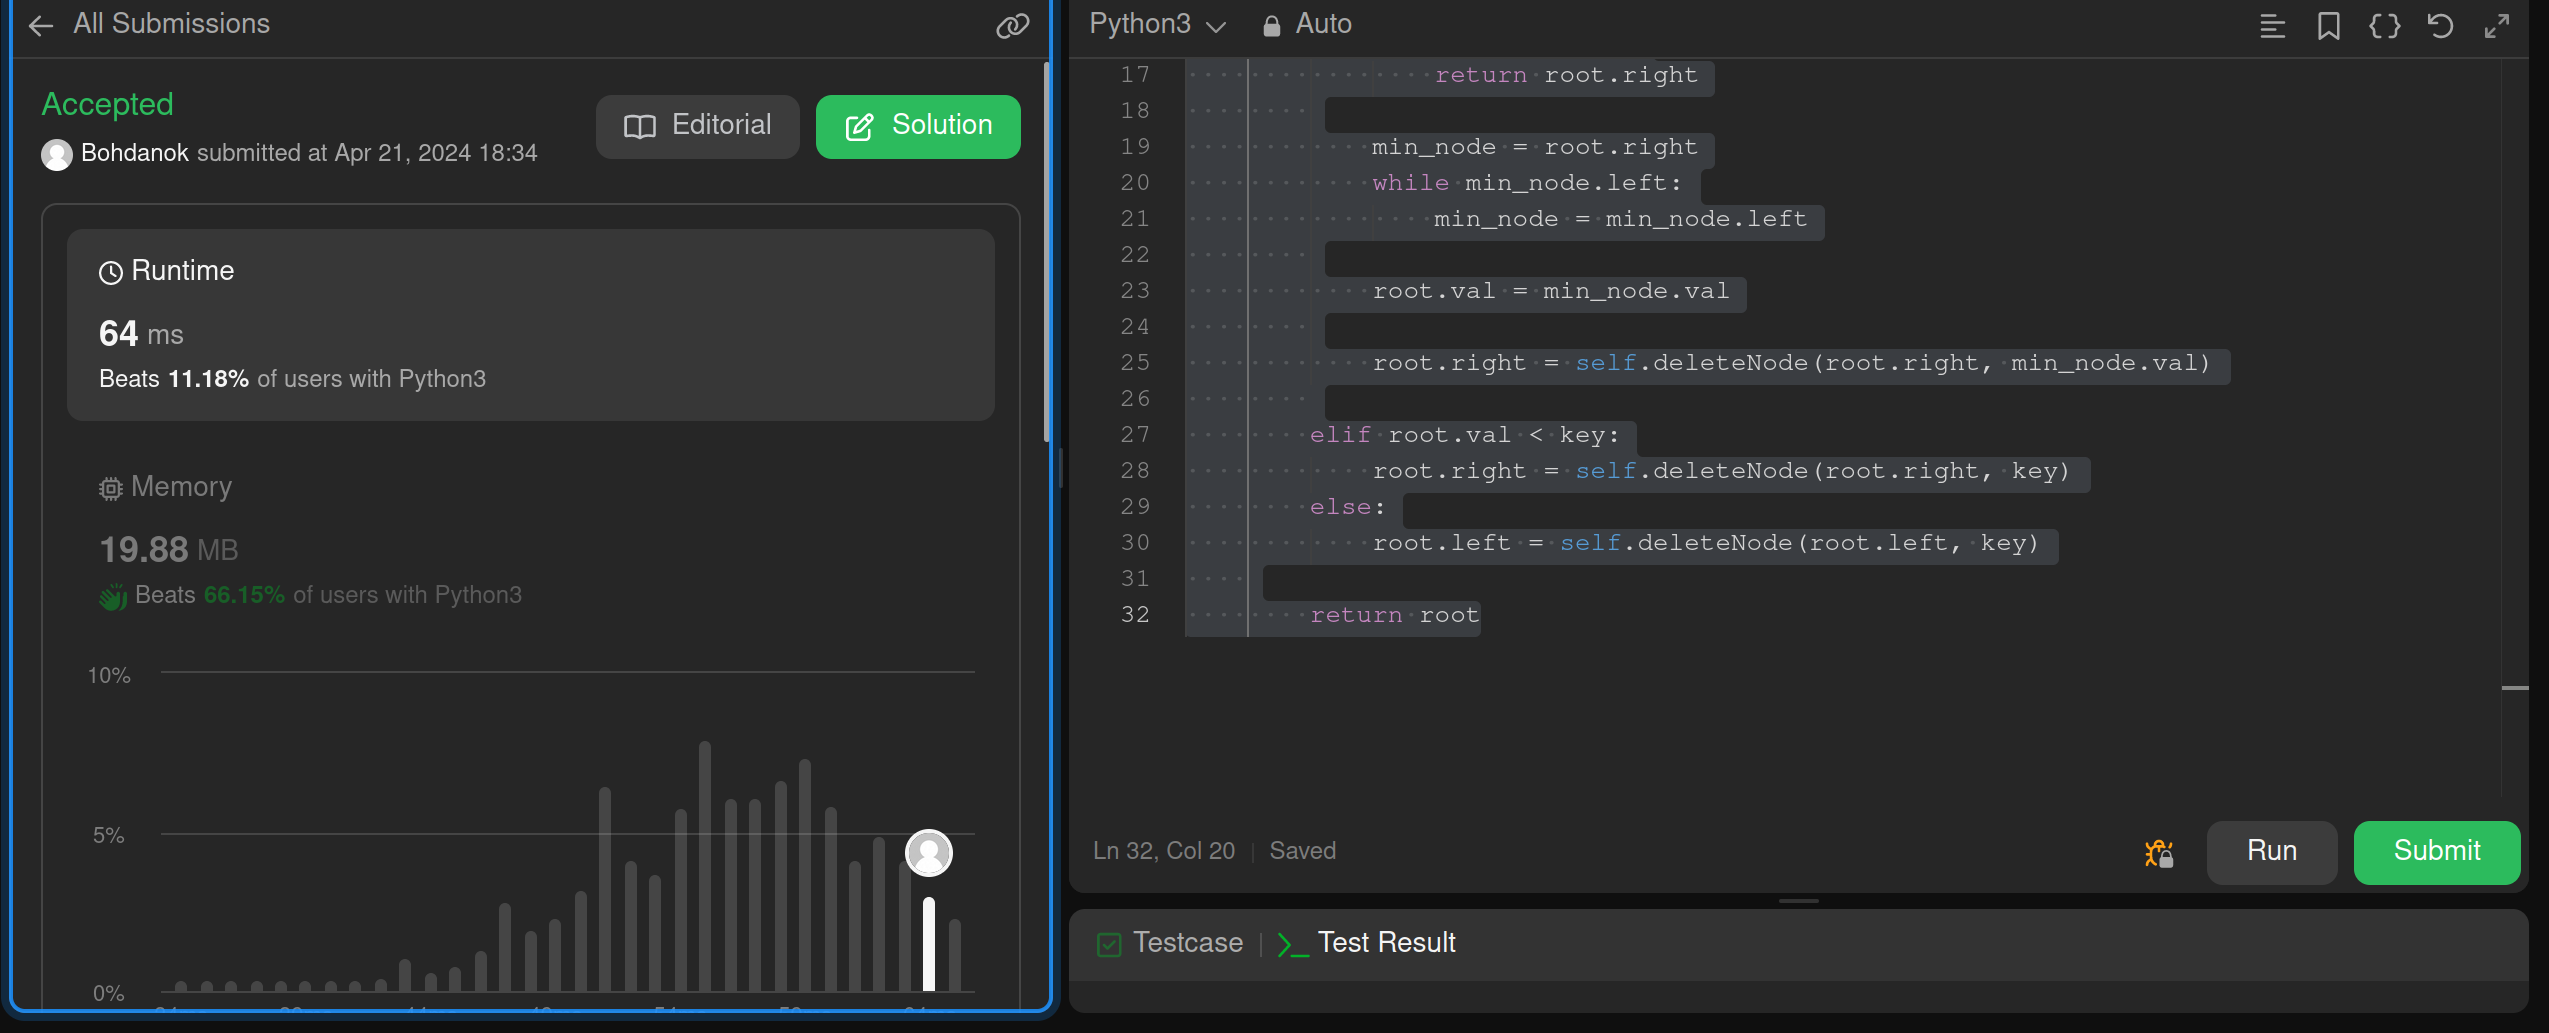 All Submissions
Accepted
Bohdanok submitted at Apr 21, 2024 18:34
Editorial
Solution
Runtime
64 ms
Beats 11.18% of users with Python3
Memory
19.88 MB
Beats 66.15% of users with Python3
10%
5%
0%
Python3
Auto
17 return root.right
18
19 min_node = root.right
20 while min_node.left:
21 min_node = min_node.left
22
23 root.val = min_node.val
24
25 root.right = self.deleteNode(root.right, min_node.val)
26
27 elif root.val < key:
28 root.right = self.deleteNode(root.right, key)
29 else:
30 root.left = self.deleteNode(root.left, key)
31
32 return root
Ln 32, Col 20
Saved
Run
Submit
Testcase
Test Result